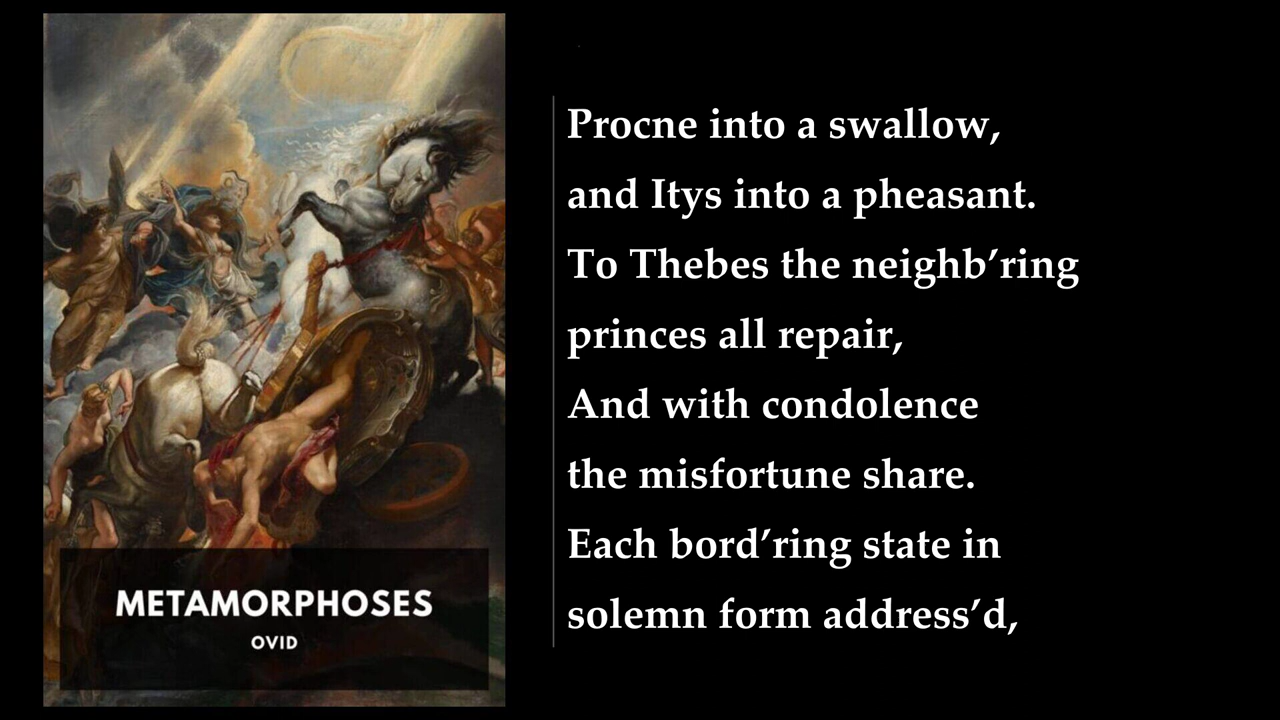 METAMORPHOSES
OVID
Procne into a swallow,
and Itys into a pheasant.
To Thebes the neighb’ring
princes all repair,
And with condolence
the misfortune share.
Each bord’ring state in
solemn form address’d,